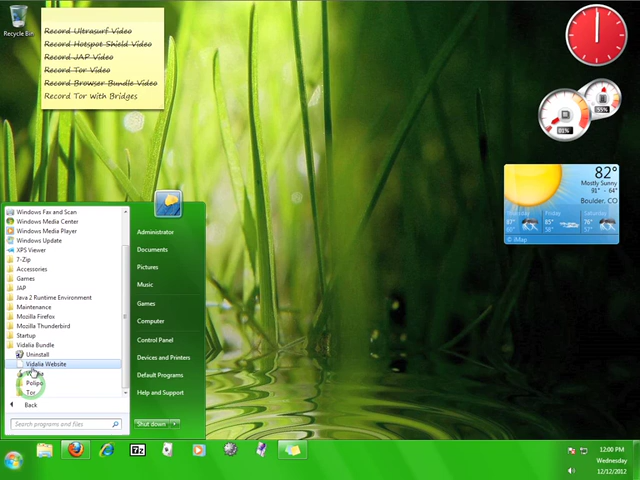 Recycle Bin
Record Ultrasurf Video
Record Hotspot Shield Video
Record JAP Video
Record Tor Video
Record Browser Bundle Video
Record Tor With Bridges
81%
55%
82°
Mostly Sunny
91° - 64°
Boulder, CO
Friday
Saturday
© iMap
Windows Fax and Scan
Windows Media Center
Windows Media Player
Windows Update
XPS Viewer
7-Zip
Accessories
Games
JAP
Java 2 Runtime Environment
Maintenance
Mozilla Firefox
Mozilla Thunderbird
Startup
Vidalia Bundle
Uninstall
Vidalia Website
Polipo
Tor
Back
Search programs and files
Administrator
Documents
Pictures
Music
Games
Computer
Control Panel
Devices and Printers
Default Programs
Help and Support
Shut down
7z
12:00 PM
Wednesday
12/12/2012